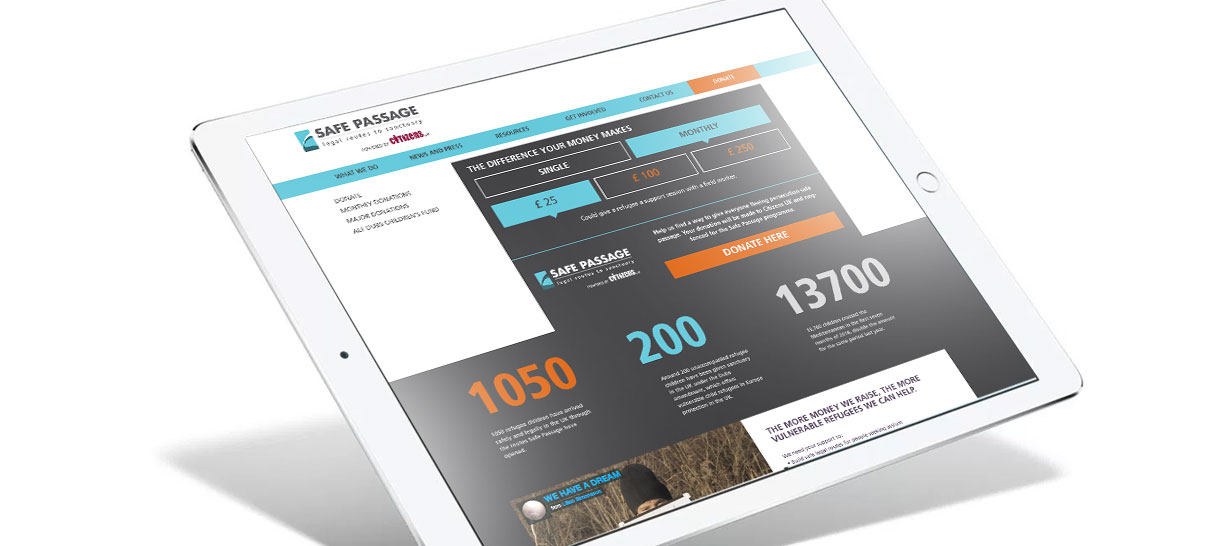 SAFE PASSAGE
legal routes to sanctuary
POWERED BY CITIZENS UK
WHAT WE DO NEWS AND PRESS RESOURCES GET INVOLVED CONTACT US DONATE
DONATE
MONTHLY DONATIONS
MAJOR DONATIONS
ALF DUBS CHILDREN'S FUND
THE DIFFERENCE YOUR MONEY MAKES
SINGLE MONTHLY
£ 25 £ 100 £ 250
Could give a refugee a support session with a field worker.
Help us find a way to give everyone fleeing persecution safe
passage. Your donation will be made to Citizens UK and ring-
fenced for the Safe Passage programme.
SAFE PASSAGE
legal routes to sanctuary
POWERED BY CITIZENS UK
DONATE HERE
1050
1050 refugee children have arrived
safely and legally in the UK through
the routes Safe Passage have
opened.
200
Around 200 unaccompanied refugee
children have been given sanctuary
in the UK under the Dubs
amendment, which offers
vulnerable child refugees in Europe
protection in the UK.
13700
13,700 children crossed the
Mediterranean in the first seven
months of 2016, double the amount
for the same period last year.
WE HAVE A DREAM
from
THE MORE MONEY WE RAISE, THE MORE
VULNERABLE REFUGEES WE CAN HELP.
We need your support to:
• Build safe legal routes for people seeking asylum